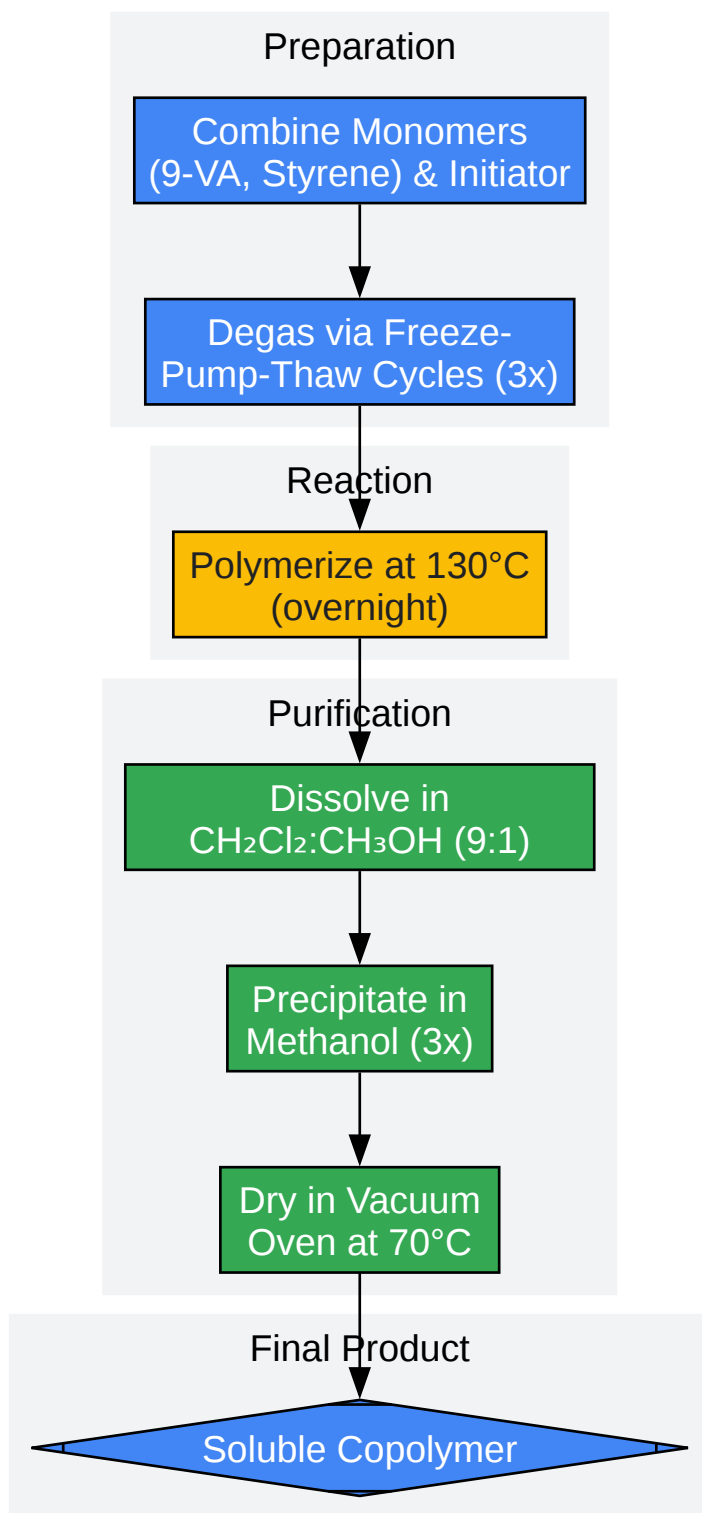 Preparation
Combine Monomers
(9-VA, Styrene) & Initiator
Degas via Freeze-
Pump-Thaw Cycles (3x)
Reaction
Polymerize at 130°C
(overnight)
Purification
Dissolve in
CH₂Cl₂:CH₃OH (9:1)
Precipitate in
Methanol (3x)
Dry in Vacuum
Oven at 70°C
Final Product
Soluble Copolymer